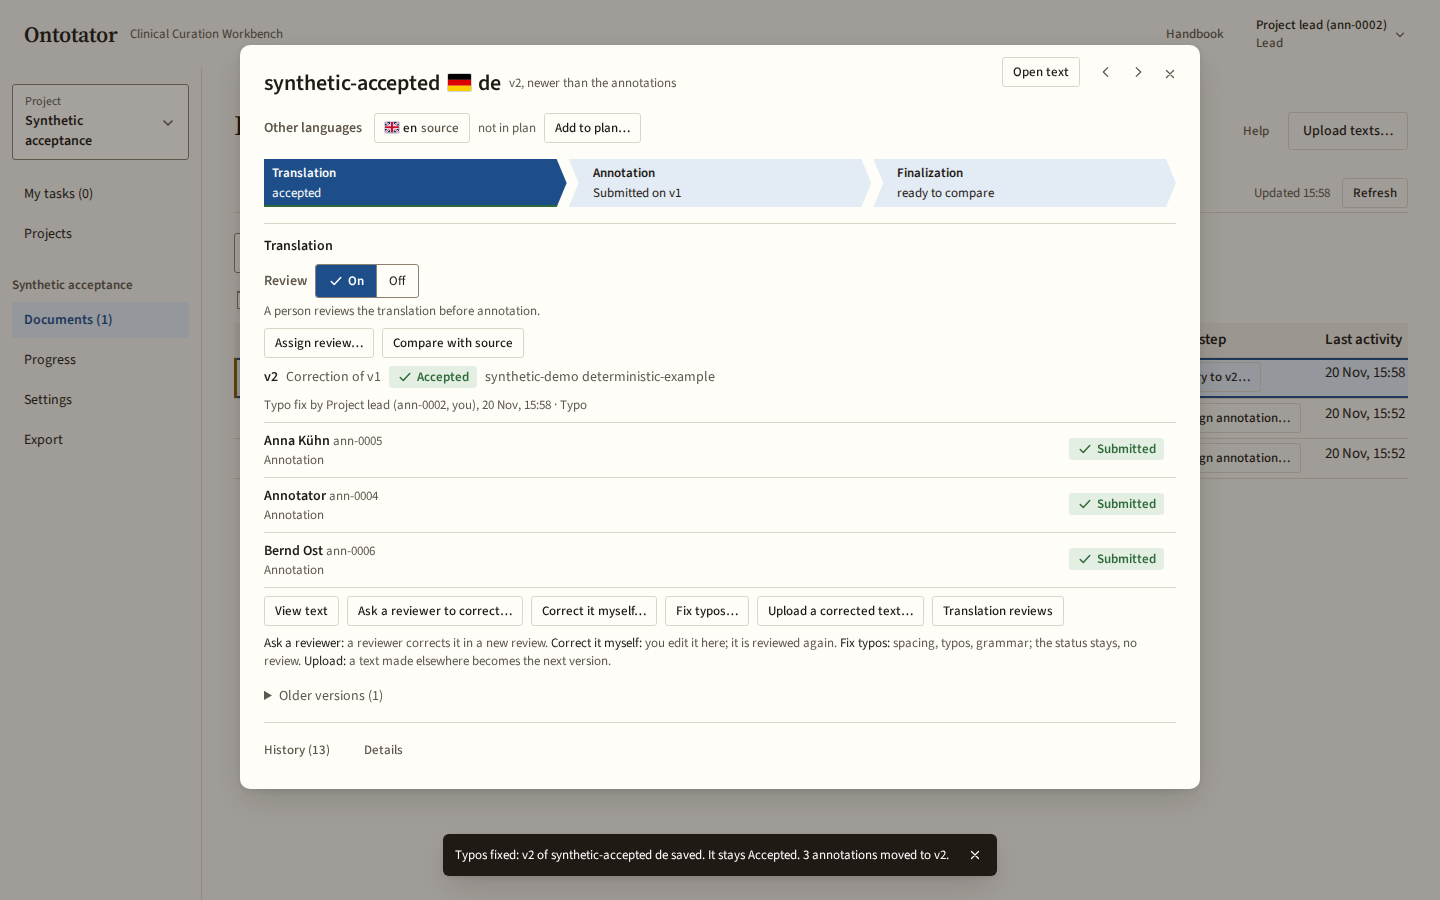 Ontotator Clinical Curation Workbench
Handbook
Project lead (ann-0002)
Lead
Project
Synthetic
acceptance
My tasks (0)
Projects
Synthetic acceptance
Documents (1)
Progress
Settings
Export
Help
Upload texts…
Updated 15:58
Refresh
step
Last activity
y to v2…
20 Nov, 15:58
gn annotation…
20 Nov, 15:52
gn annotation…
20 Nov, 15:52
synthetic-accepted de v2, newer than the annotations
Open text
Other languages
en source
not in plan
Add to plan…
Translation
accepted
Annotation
Submitted on v1
Finalization
ready to compare
Translation
Review
On
Off
A person reviews the translation before annotation.
Assign review…
Compare with source
v2 Correction of v1 Accepted synthetic-demo deterministic-example
Typo fix by Project lead (ann-0002, you), 20 Nov, 15:58 · Typo
Anna Kühn ann-0005
Annotation
Submitted
Annotator ann-0004
Annotation
Submitted
Bernd Ost ann-0006
Annotation
Submitted
View text
Ask a reviewer to correct…
Correct it myself…
Fix typos…
Upload a corrected text…
Translation reviews
Ask a reviewer: a reviewer corrects it in a new review. Correct it myself: you edit it here; it is reviewed again. Fix typos: spacing, typos, grammar; the status stays, no
review. Upload: a text made elsewhere becomes the next version.
Older versions (1)
History (13)
Details
Typos fixed: v2 of synthetic-accepted de saved. It stays Accepted. 3 annotations moved to v2.